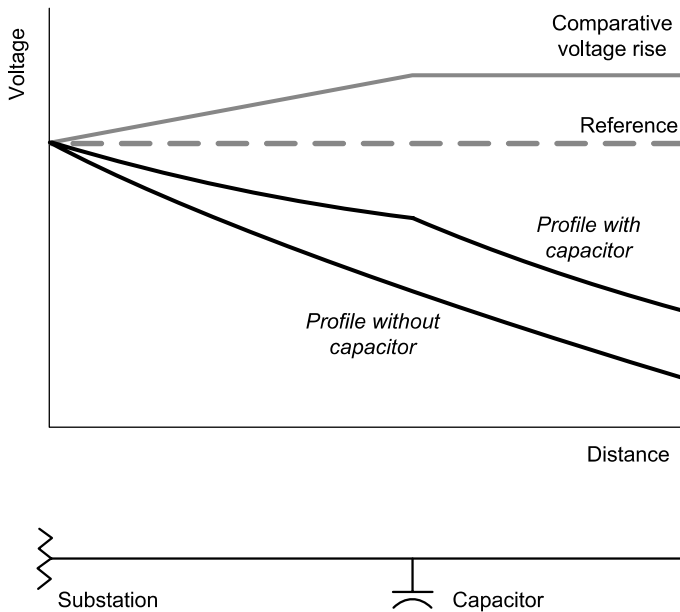 Comparative
voltage rise
Voltage
Reference
Profile with
capacitor
Profile without
capacitor
Distance
Substation
Capacitor